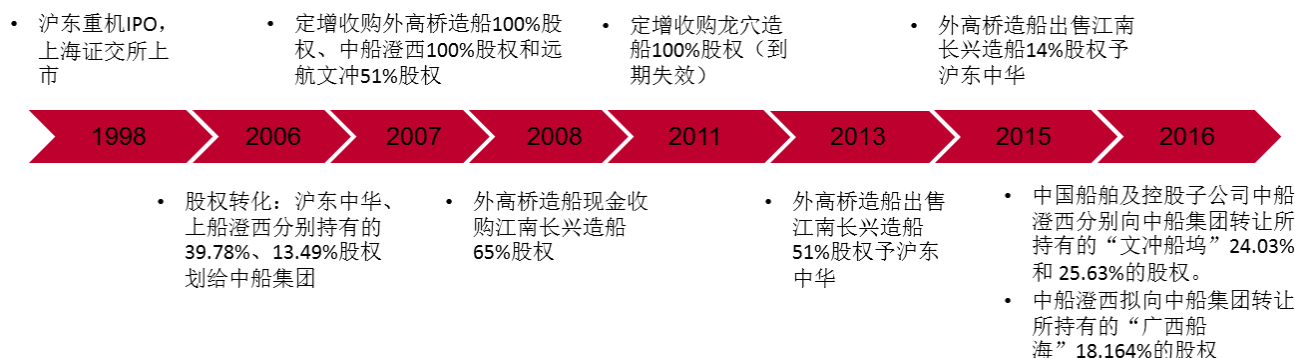 • 沪东重机IPO，
上海证交所上
市
• 定增收购外高桥造船100%股
权、中船澄西100%股权和远
航文冲51%股权
• 定增收购龙穴造
船100%股权（到
期失效）
• 外高桥造船出售江南
长兴造船14%股权予
沪东中华
1998
2006
2007
2008
2011
2013
2015
2016
• 股权转化：沪东中华、
上船澄西分别持有的
39.78%、13.49%股权
划给中船集团
• 外高桥造船现金收
购江南长兴造船
65%股权
• 外高桥造船出售
江南长兴造船
51%股权予沪东
中华
• 中国船舶及控股子公司中船
澄西分别向中船集团转让所
持有的“文冲船坞”24.03%
和 25.63%的股权。
• 中船澄西拟向中船集团转让
所持有的“广西船
海”18.164%的股权